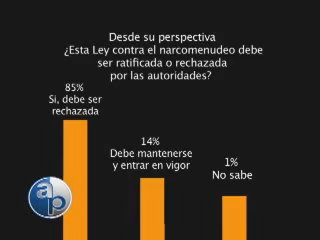 Desde su perspectiva
¿Esta Ley contra el narcomenudeo debe
ser ratificada o rechazada
por las autoridades?
85%
Si, debe ser
rechazada
14%
Debe mantenerse
y entrar en vigor
1%
No sabe
ap